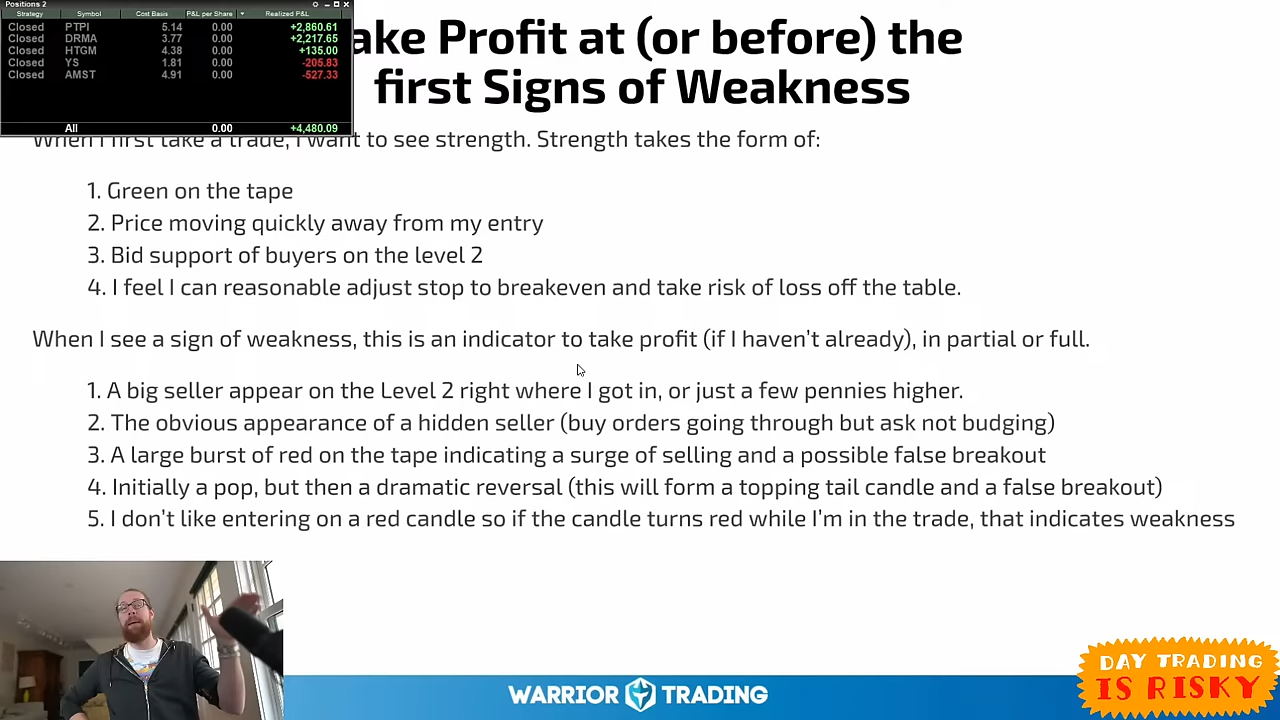 Positions 2
Strategy Symbol Cost Basis P&L per Share Realized P&L
Closed PTPI 5.14 0.00 +2,860.61
Closed DRMA 3.77 0.00 +2,217.65
Closed HTGM 4.38 0.00 +135.00
Closed YS 1.81 0.00 -205.83
Closed AMST 4.91 0.00 -527.33
All 0.00 +4,480.09
ake Profit at (or before) the
first Signs of Weakness
When I first take a trade, I want to see strength. Strength takes the form of:
1. Green on the tape
2. Price moving quickly away from my entry
3. Bid support of buyers on the level 2
4. I feel I can reasonable adjust stop to breakeven and take risk of loss off the table.
When I see a sign of weakness, this is an indicator to take profit (if I haven't already), in partial or full.
1. A big seller appear on the Level 2 right where I got in, or just a few pennies higher.
2. The obvious appearance of a hidden seller (buy orders going through but ask not budging)
3. A large burst of red on the tape indicating a surge of selling and a possible false breakout
4. Initially a pop, but then a dramatic reversal (this will form a topping tail candle and a false breakout)
5. I don't like entering on a red candle so if the candle turns red while I'm in the trade, that indicates weakness
WARRIOR TRADING
DAY TRADING
IS RISKY